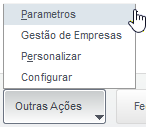 Parametros
Gestão de Empresas
Personalizar
Configurar
Outras Ações
Fe